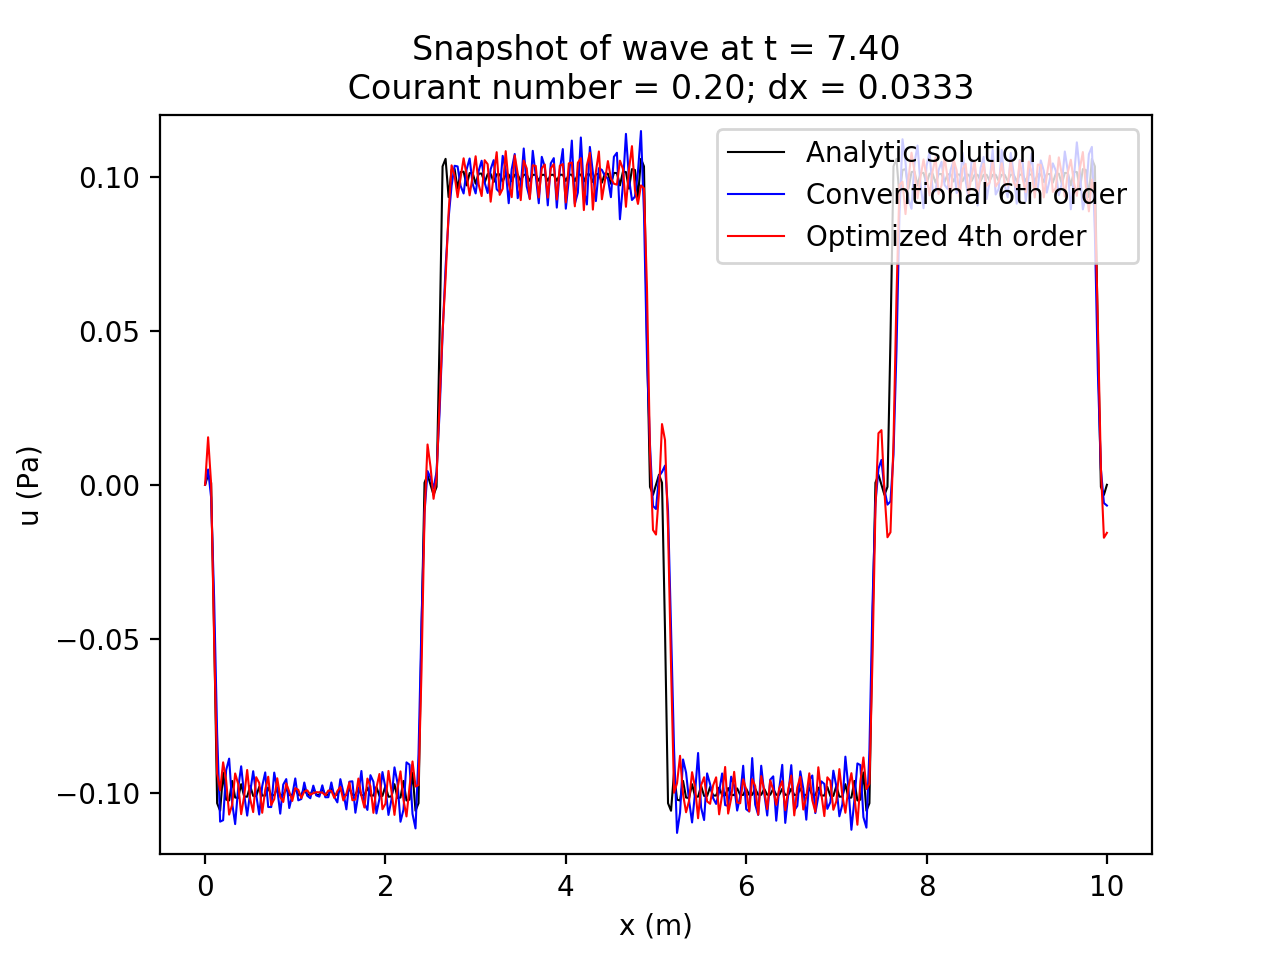 Snapshot of wave at t = 7.40
Courant number = 0.20; dx = 0.0333
Analytic solution
Conventional 6th order
Optimized 4th order
0.10
0.05
0.00
−0.05
−0.10
u (Pa)
0 2 4 6 8 10
x (m)